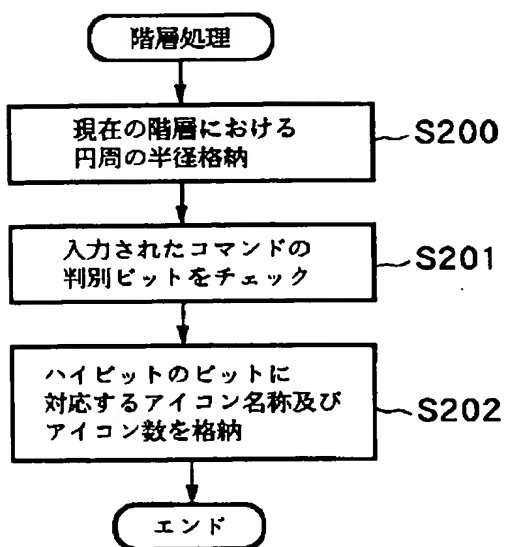 階層処理
現在の階層における
円周の半径格納
S200
入力されたコマンドの
判別ビットをチェック
S201
ハイビットのビットに
対応するアイコン名称及び
アイコン数を格納
S202
エンド